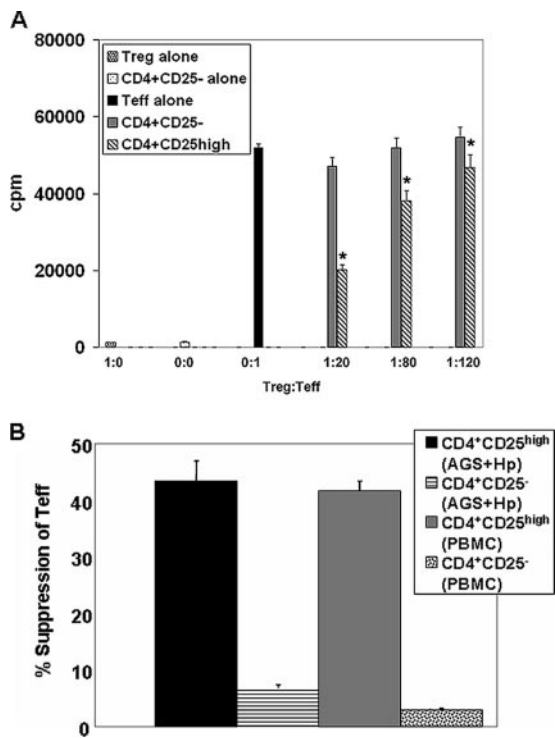 A
80000
60000
40000
20000
0
cpm
Treg alone
CD4+CD25- alone
Teff alone
CD4+CD25-
CD4+CD25high
*
*
*
1:0
0:0
0:1
1:20
1:80
1:120
Treg:Teff
B
50
40
30
20
10
0
% Suppression of Teff
CD4⁺CD25ʰⁱᵍʰ
(AGS+Hp)
CD4⁺CD25⁻
(AGS+Hp)
CD4⁺CD25ʰⁱᵍʰ
(PBMC)
CD4⁺CD25⁻
(PBMC)